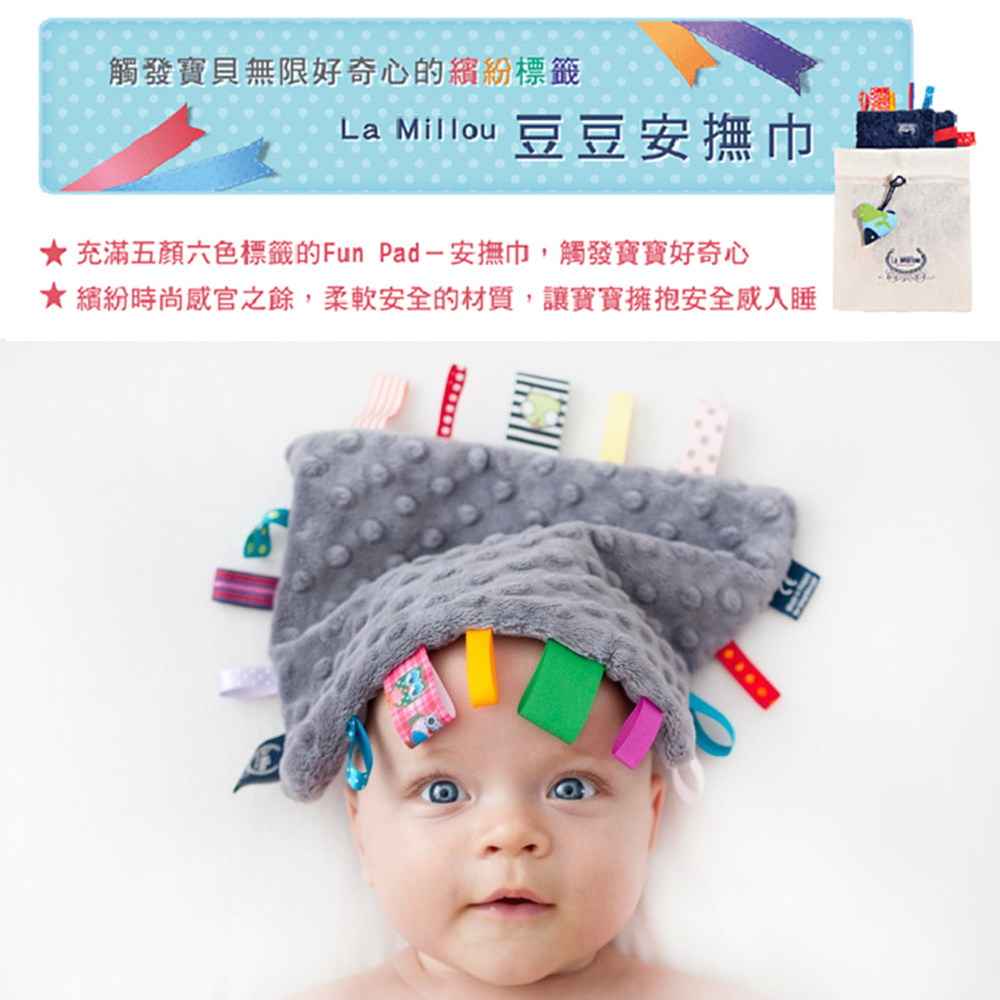 觸發寶貝無限好奇心的繽紛標籤
La Millou 豆豆安撫巾
★ 充滿五顏六色標籤的Fun Pad－安撫巾，觸發寶寶好奇心
★ 繽紛時尚感官之餘，柔軟安全的材質，讓寶寶擁抱安全感入睡
La Millou